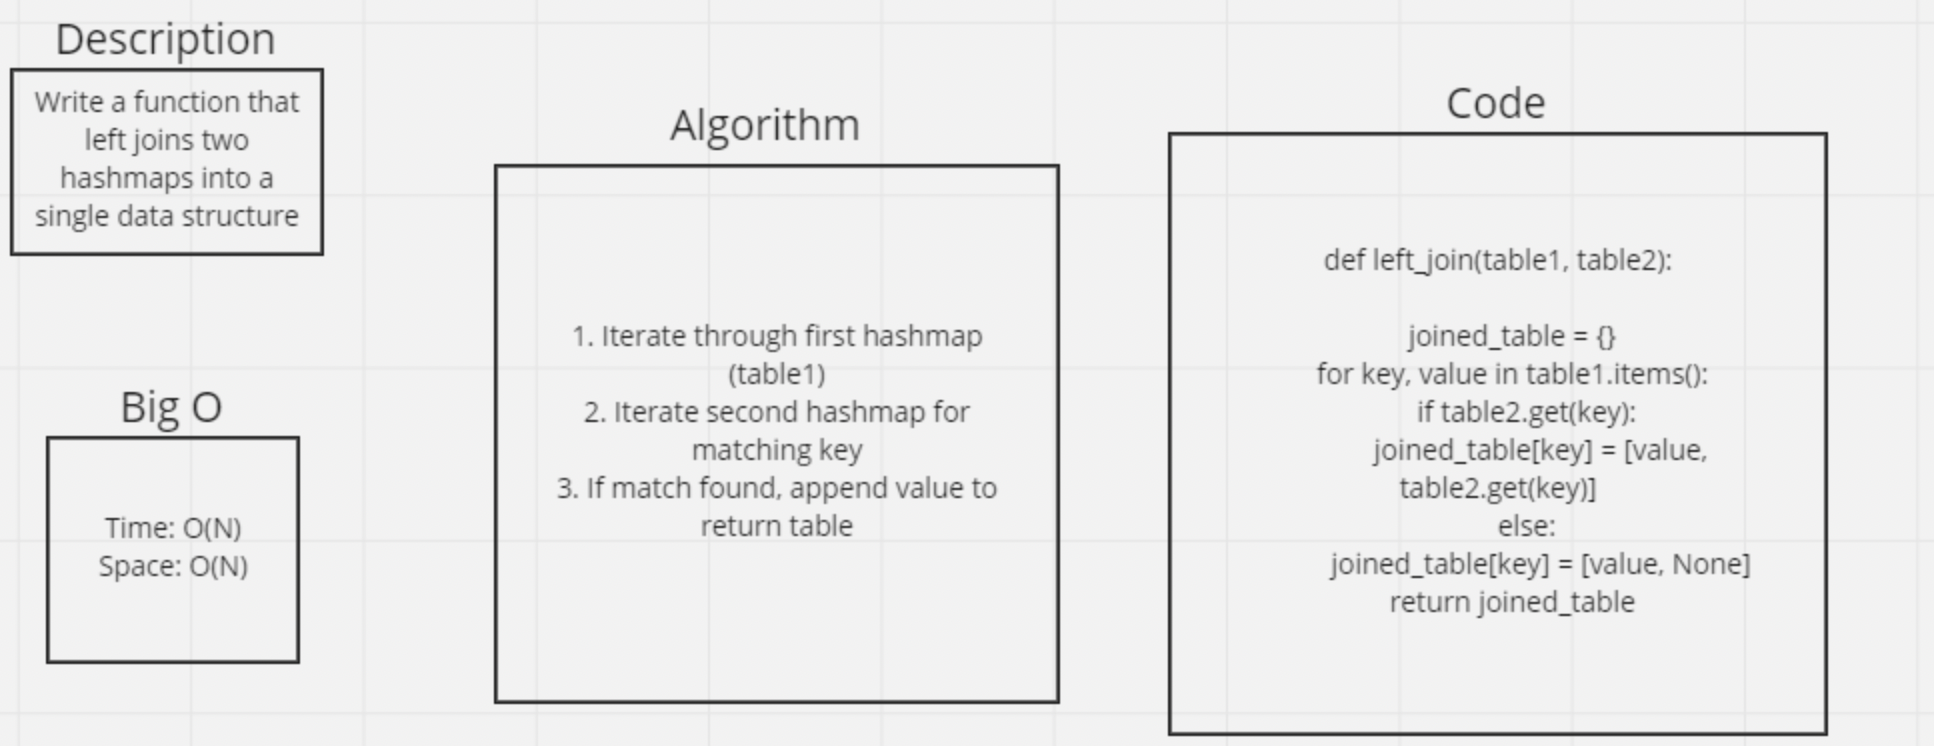 Description
Write a function that
left joins two
hashmaps into a
single data structure
Big O
Time: O(N)
Space: O(N)
Algorithm
1. Iterate through first hashmap
(table1)
2. Iterate second hashmap for
matching key
3. If match found, append value to
return table
Code
def left_join(table1, table2):
joined_table = {}
for key, value in table1.items():
if table2.get(key):
joined_table[key] = [value,
table2.get(key)]
else:
joined_table[key] = [value, None]
return joined_table